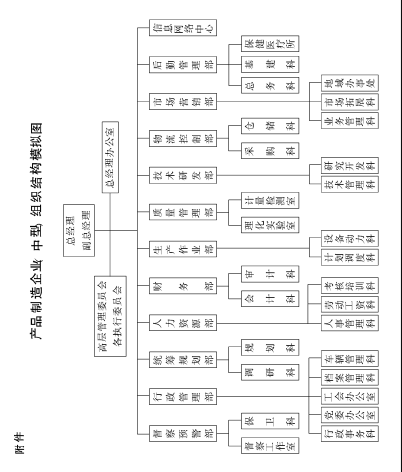 附件
产品制造企业（中型）组织结构模拟图
总经理
副总经理
高层管理委员会
各执行委员会
总经理办公室
督察预警部
行政管理部
统筹规划部
人力资源部
财务部
生产作业部
质量管理部
技术研发部
物流控制部
市场营销部
后勤管理部
信息网络中心
督察工作室
保卫科
调研科
规划科
会计科
审计科
理化实验室
计量检测室
采购科
仓储科
总务科
基建科
保健医疗所
行政事务科
党委办公室
工会办公室
档案管理科
车辆管理科
人事管理科
劳动工资科
考核培训科
计划调度科
设备动力科
技术管理科
研究开发科
业务管理科
市场拓展科
地域办事处